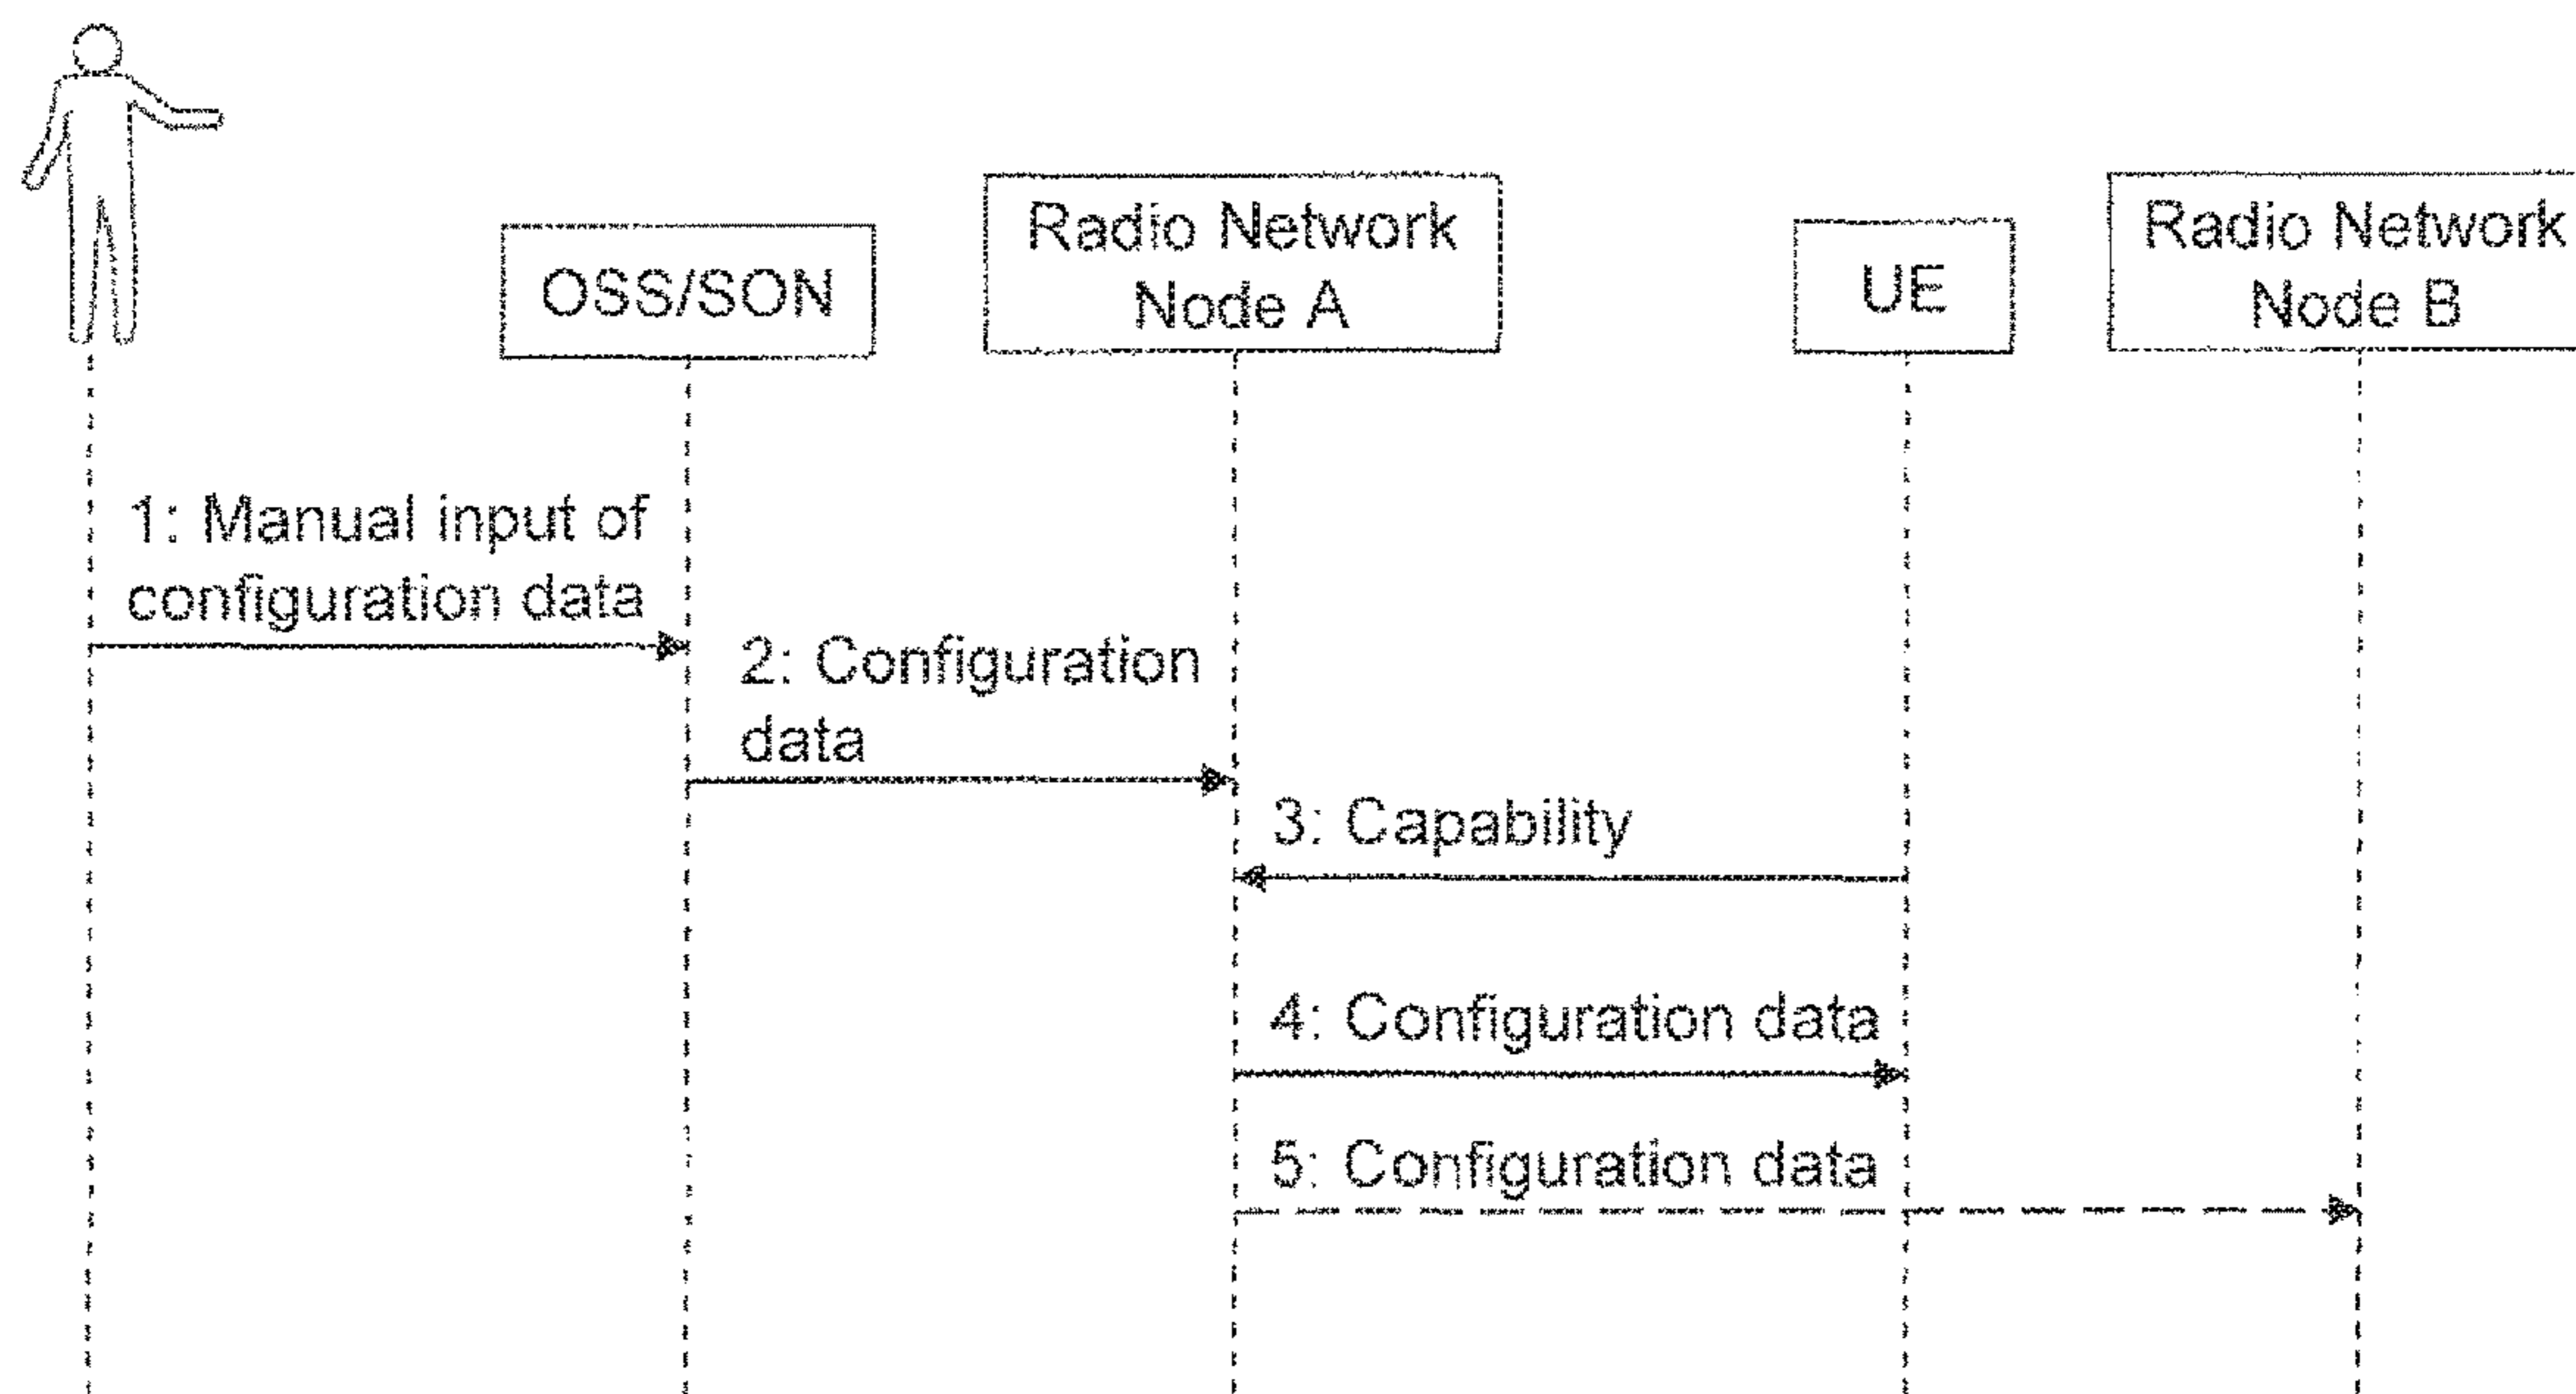 OSS/SON
Radio Network
Node A
UE
Radio Network
Node B
1: Manual input of
configuration data
2: Configuration
data
3: Capability
4: Configuration data
5: Configuration data